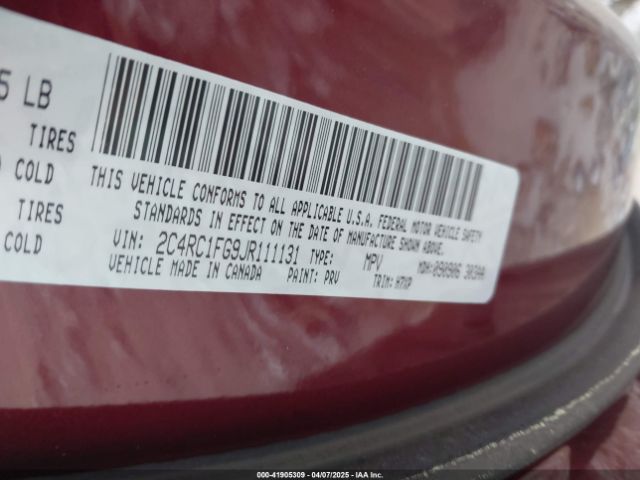 5 LB
TIRES
COLD
TIRES
COLD
THIS VEHICLE CONFORMS TO ALL APPLICABLE U.S.A. FEDERAL MOTOR VEHICLE SAFETY
STANDARDS IN EFFECT ON THE DATE OF MANUFACTURE SHOWN ABOVE.
VIN: 2C4RC1FG9JR111131 TYPE: MPV MDH:
VEHICLE MADE IN CANADA PAINT: PRV TRIM:
000-41905309 04/07/2025 - IAA Inc.